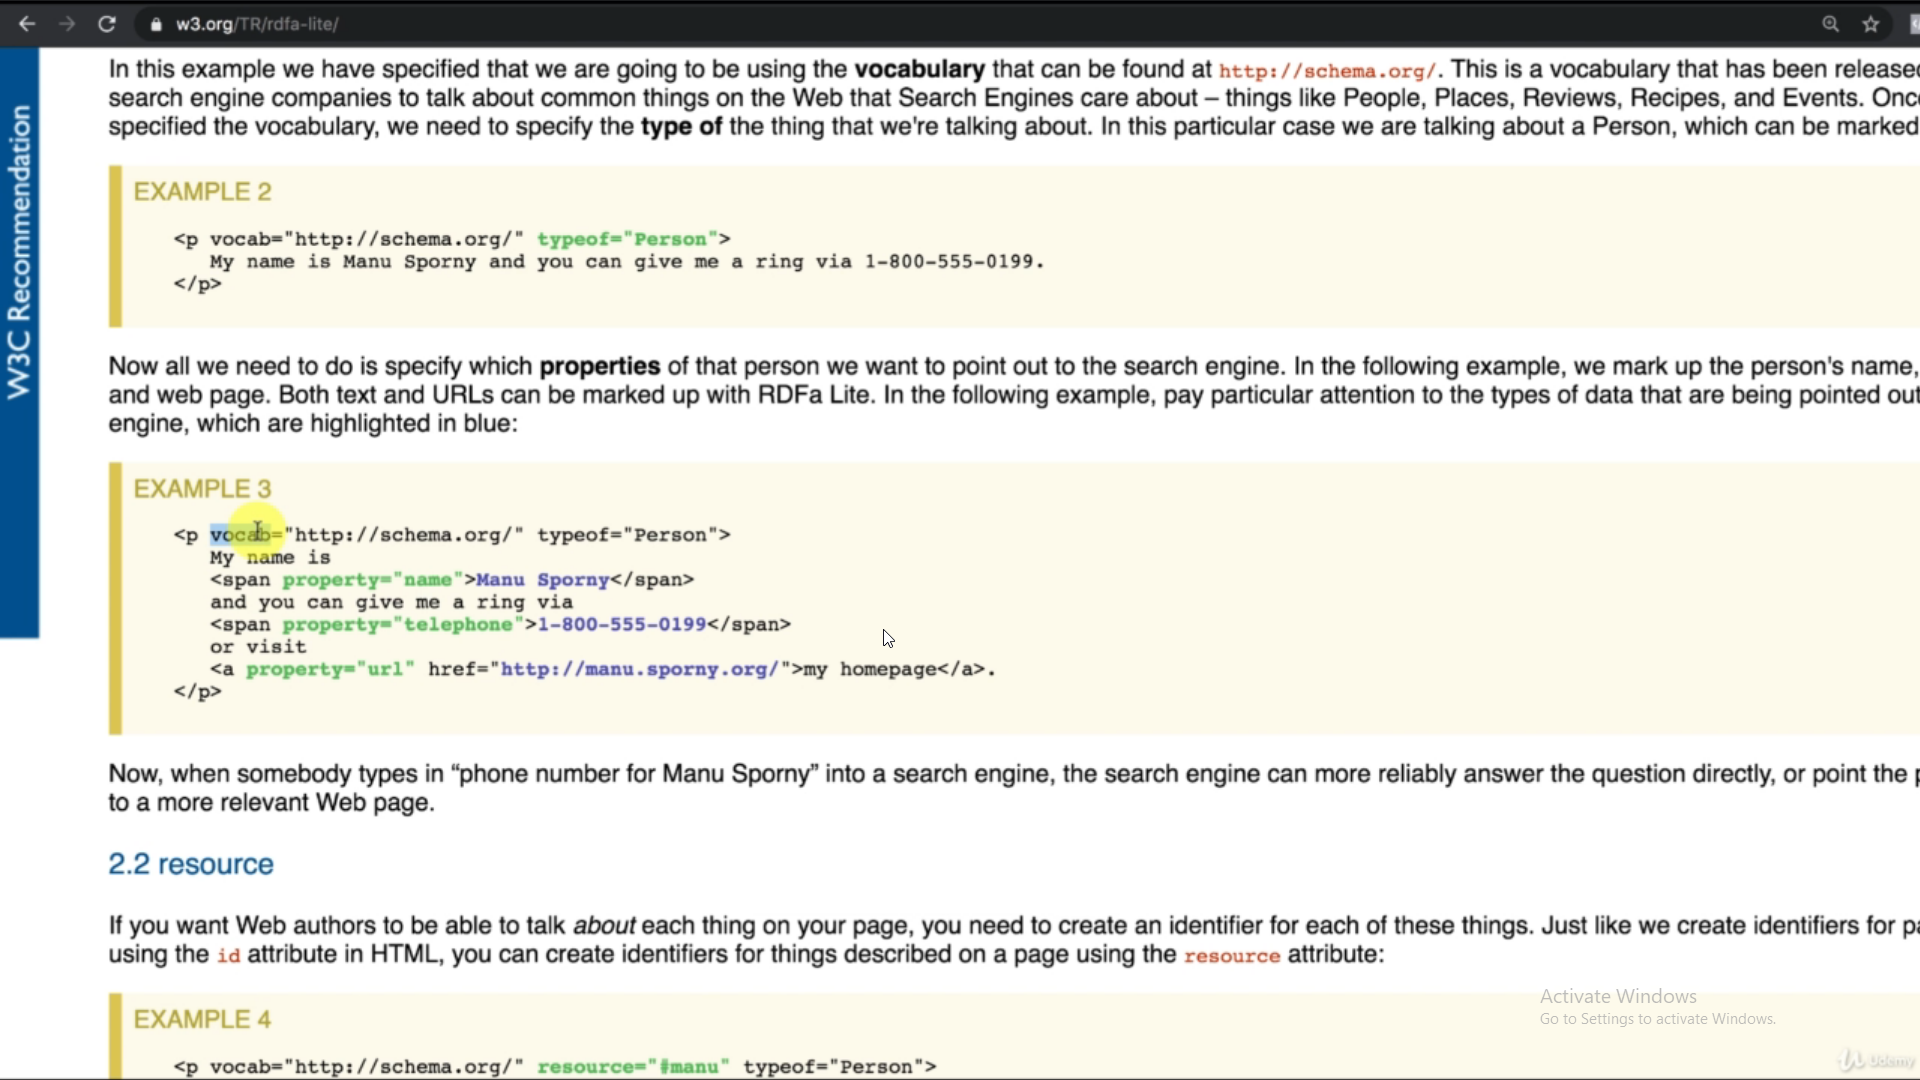 w3.org/TR/rdfa-lite/
W3C Recommendation
In this example we have specified that we are going to be using the vocabulary that can be found at http://schema.org/. This is a vocabulary that has been released
search engine companies to talk about common things on the Web that Search Engines care about – things like People, Places, Reviews, Recipes, and Events. Onc
specified the vocabulary, we need to specify the type of the thing that we're talking about. In this particular case we are talking about a Person, which can be marked
EXAMPLE 2
<p vocab="http://schema.org/" typeof="Person">
My name is Manu Sporny and you can give me a ring via 1-800-555-0199.
</p>
Now all we need to do is specify which properties of that person we want to point out to the search engine. In the following example, we mark up the person's name,
and web page. Both text and URLs can be marked up with RDFa Lite. In the following example, pay particular attention to the types of data that are being pointed out
engine, which are highlighted in blue:
EXAMPLE 3
<p vocab="http://schema.org/" typeof="Person">
My name is
<span property="name">Manu Sporny</span>
and you can give me a ring via
<span property="telephone">1-800-555-0199</span>
or visit
<a property="url" href="http://manu.sporny.org/">my homepage</a>.
</p>
Now, when somebody types in “phone number for Manu Sporny” into a search engine, the search engine can more reliably answer the question directly, or point the p
to a more relevant Web page.
2.2 resource
If you want Web authors to be able to talk about each thing on your page, you need to create an identifier for each of these things. Just like we create identifiers for pa
using the id attribute in HTML, you can create identifiers for things described on a page using the resource attribute:
EXAMPLE 4
<p vocab="http://schema.org/" resource="#manu" typeof="Person">
Activate Windows
Go to Settings to activate Windows.
Udemy